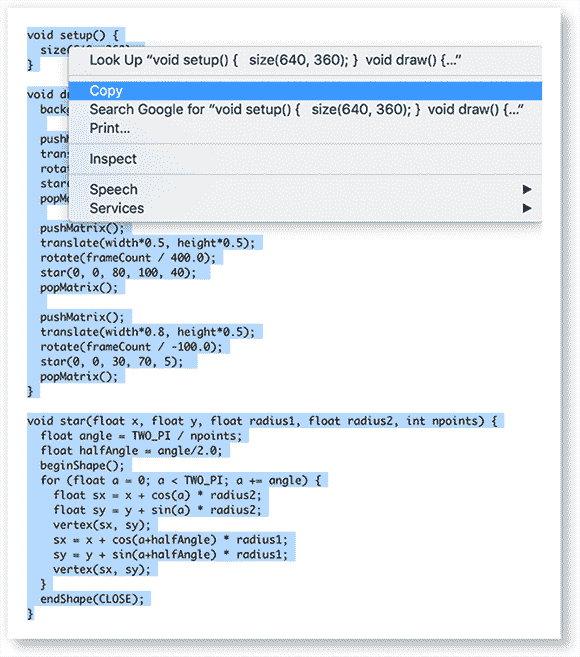 void setup() {
size(640, 360);
}
Look Up “void setup() {   size(640, 360); }  void draw() {...”
Copy
Search Google for “void setup() {   size(640, 360); }  void draw() {...”
Print...
Inspect
Speech
Services
void dr
backg
pushM
tran
rota
star
popM
pushMatrix();
translate(width*0.5, height*0.5);
rotate(frameCount / 400.0);
star(0, 0, 80, 100, 40);
popMatrix();
pushMatrix();
translate(width*0.8, height*0.5);
rotate(frameCount / -100.0);
star(0, 0, 30, 70, 5);
popMatrix();
}
void star(float x, float y, float radius1, float radius2, int npoints) {
float angle = TWO_PI / npoints;
float halfAngle = angle/2.0;
beginShape();
for (float a = 0; a < TWO_PI; a += angle) {
float sx = x + cos(a) * radius2;
float sy = y + sin(a) * radius2;
vertex(sx, sy);
sx = x + cos(a+halfAngle) * radius1;
sy = y + sin(a+halfAngle) * radius1;
vertex(sx, sy);
}
endShape(CLOSE);
}